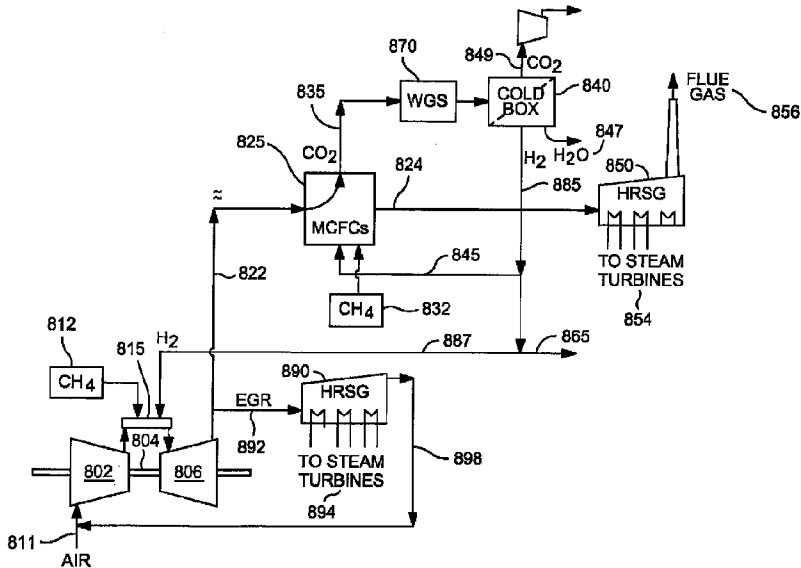 849
CO2
870
WGS
COLD
BOX
840
FLUE
GAS
856
835
H2O
847
825
CO2
824
H2
885
850
HRSG
≈
MCFCs
822
845
TO STEAM
TURBINES
854
CH4
832
812
815
H2
887
865
CH4
890
HRSG
EGR
892
804
802
806
TO STEAM
TURBINES
894
898
811
AIR